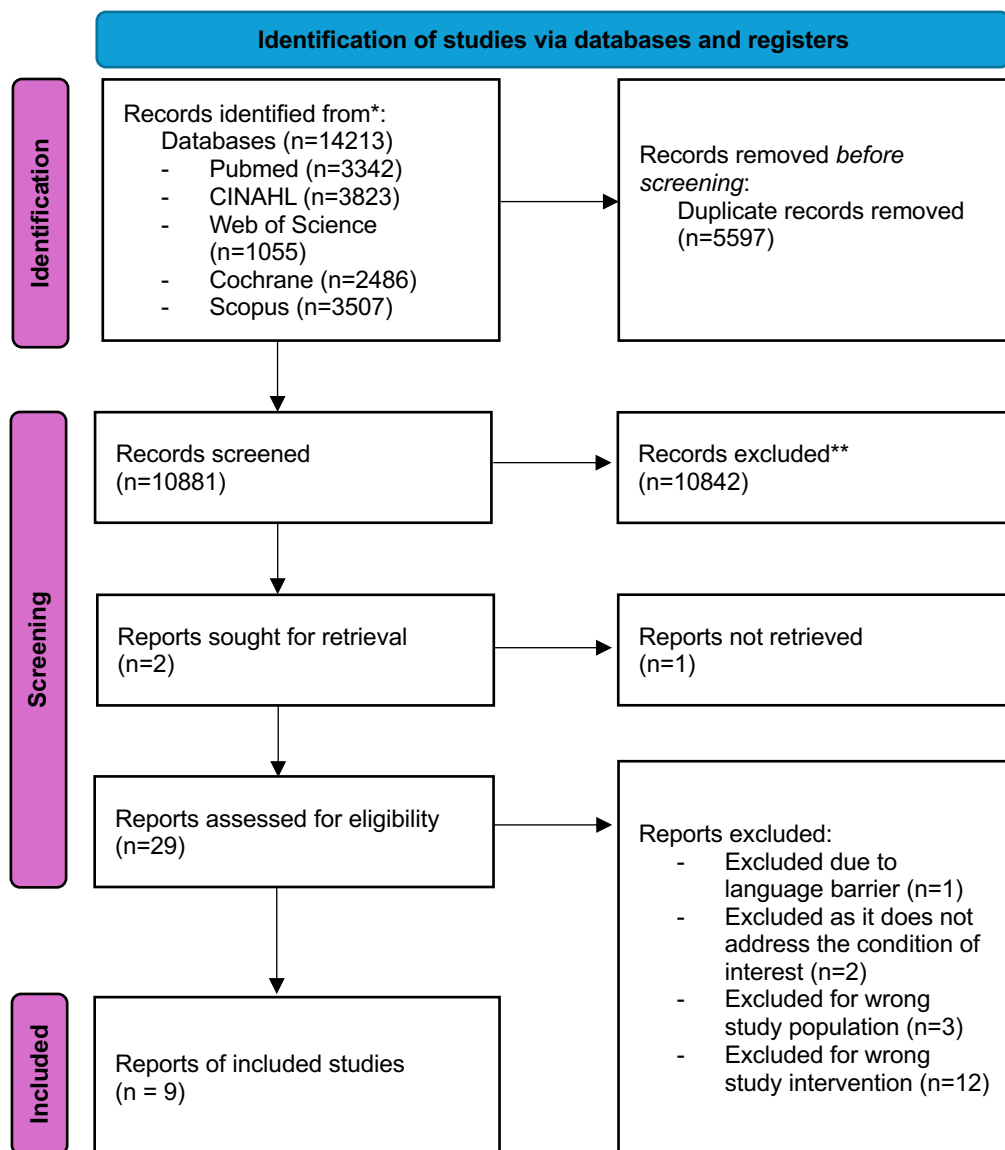 Identification of studies via databases and registers
Identification
Records identified from*:
Databases (n=14213)
- Pubmed (n=3342)
- CINAHL (n=3823)
- Web of Science
(n=1055)
- Cochrane (n=2486)
- Scopus (n=3507)
Records removed before
screening:
Duplicate records removed
(n=5597)
Screening
Records screened
(n=10881)
Records excluded**
(n=10842)
Reports sought for retrieval
(n=2)
Reports not retrieved
(n=1)
Reports assessed for eligibility
(n=29)
Reports excluded:
- Excluded due to
language barrier (n=1)
- Excluded as it does not
address the condition of
interest (n=2)
- Excluded for wrong
study population (n=3)
- Excluded for wrong
study intervention (n=12)
Included
Reports of included studies
(n = 9)